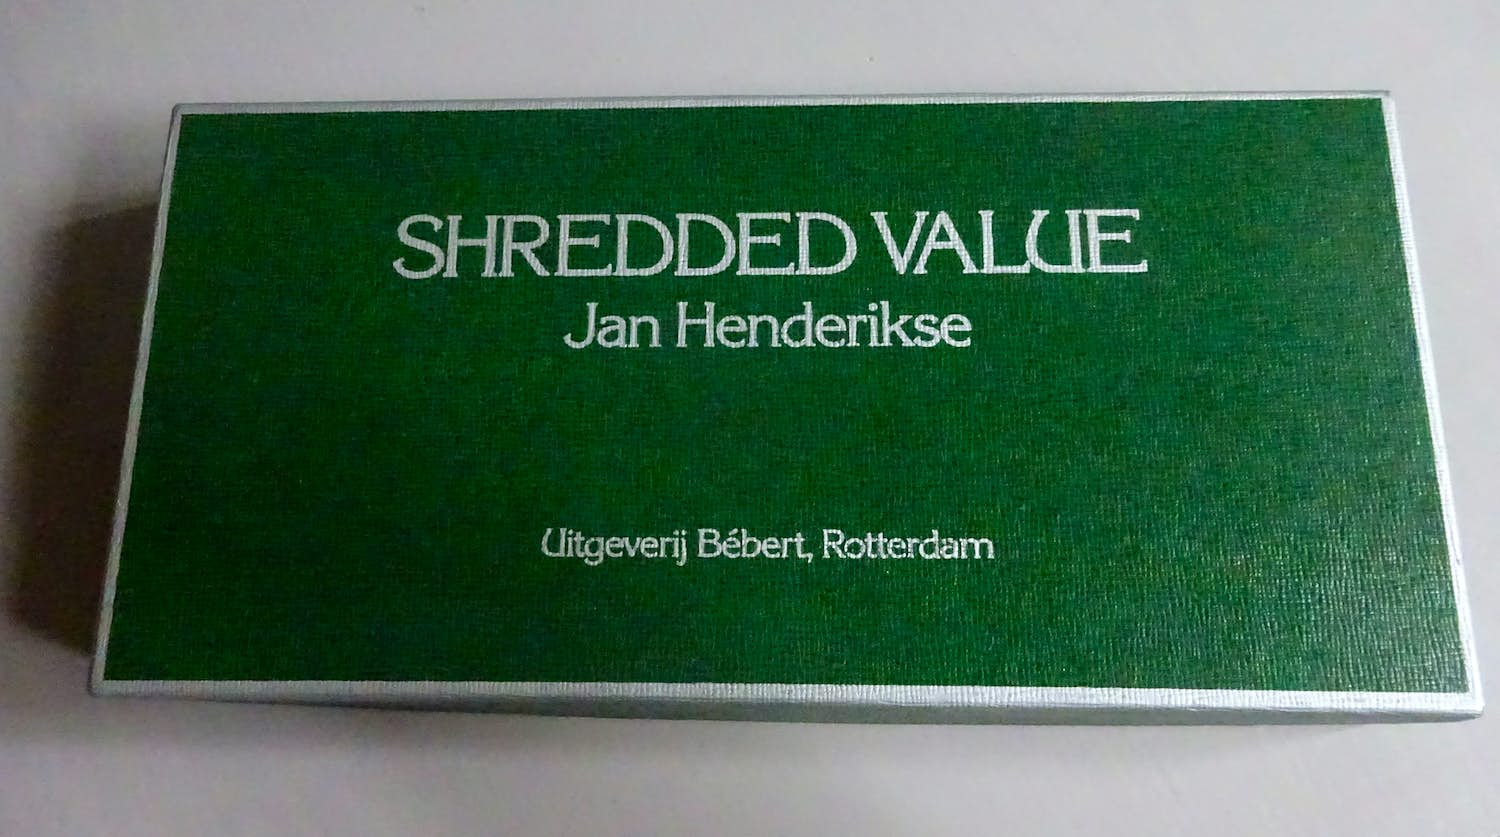 SHREDDED VALUE
Jan Henderikse
Uitgeverij Bébert, Rotterdam